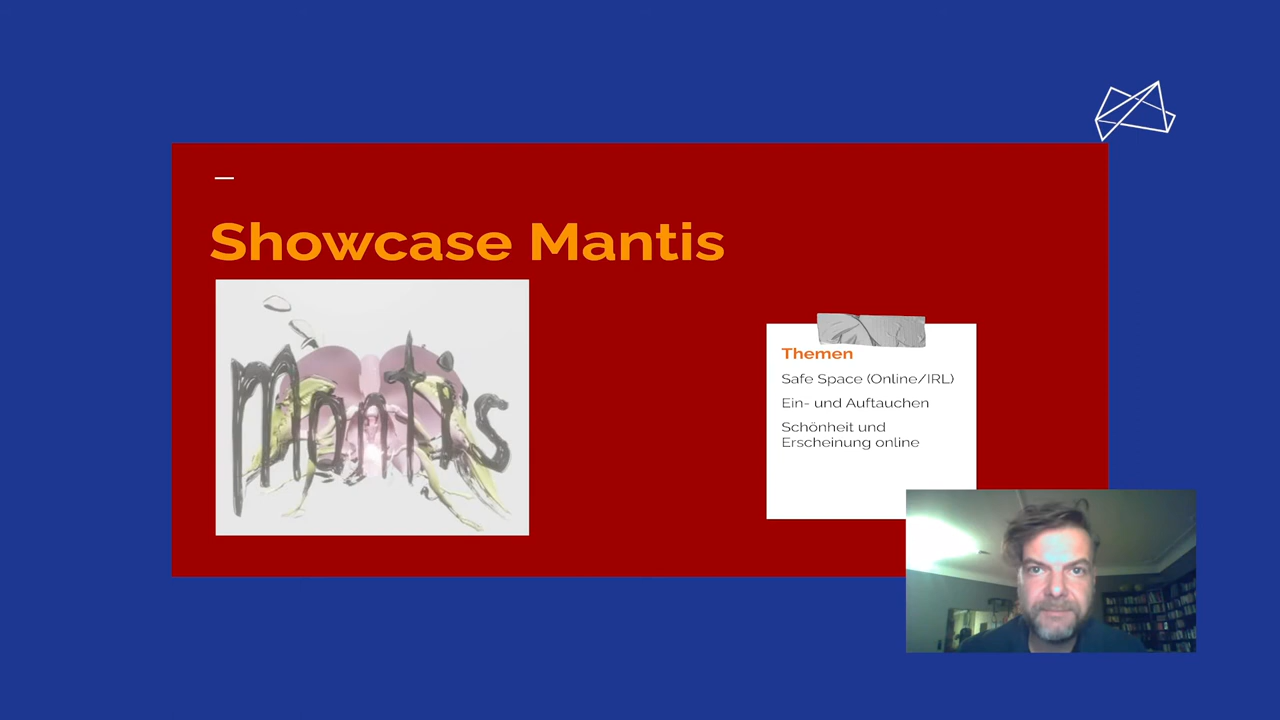 Showcase Mantis
Mantis
Themen
Safe Space (Online/IRL)
Ein- und Auftauchen
Schönheit und
Erscheinung online